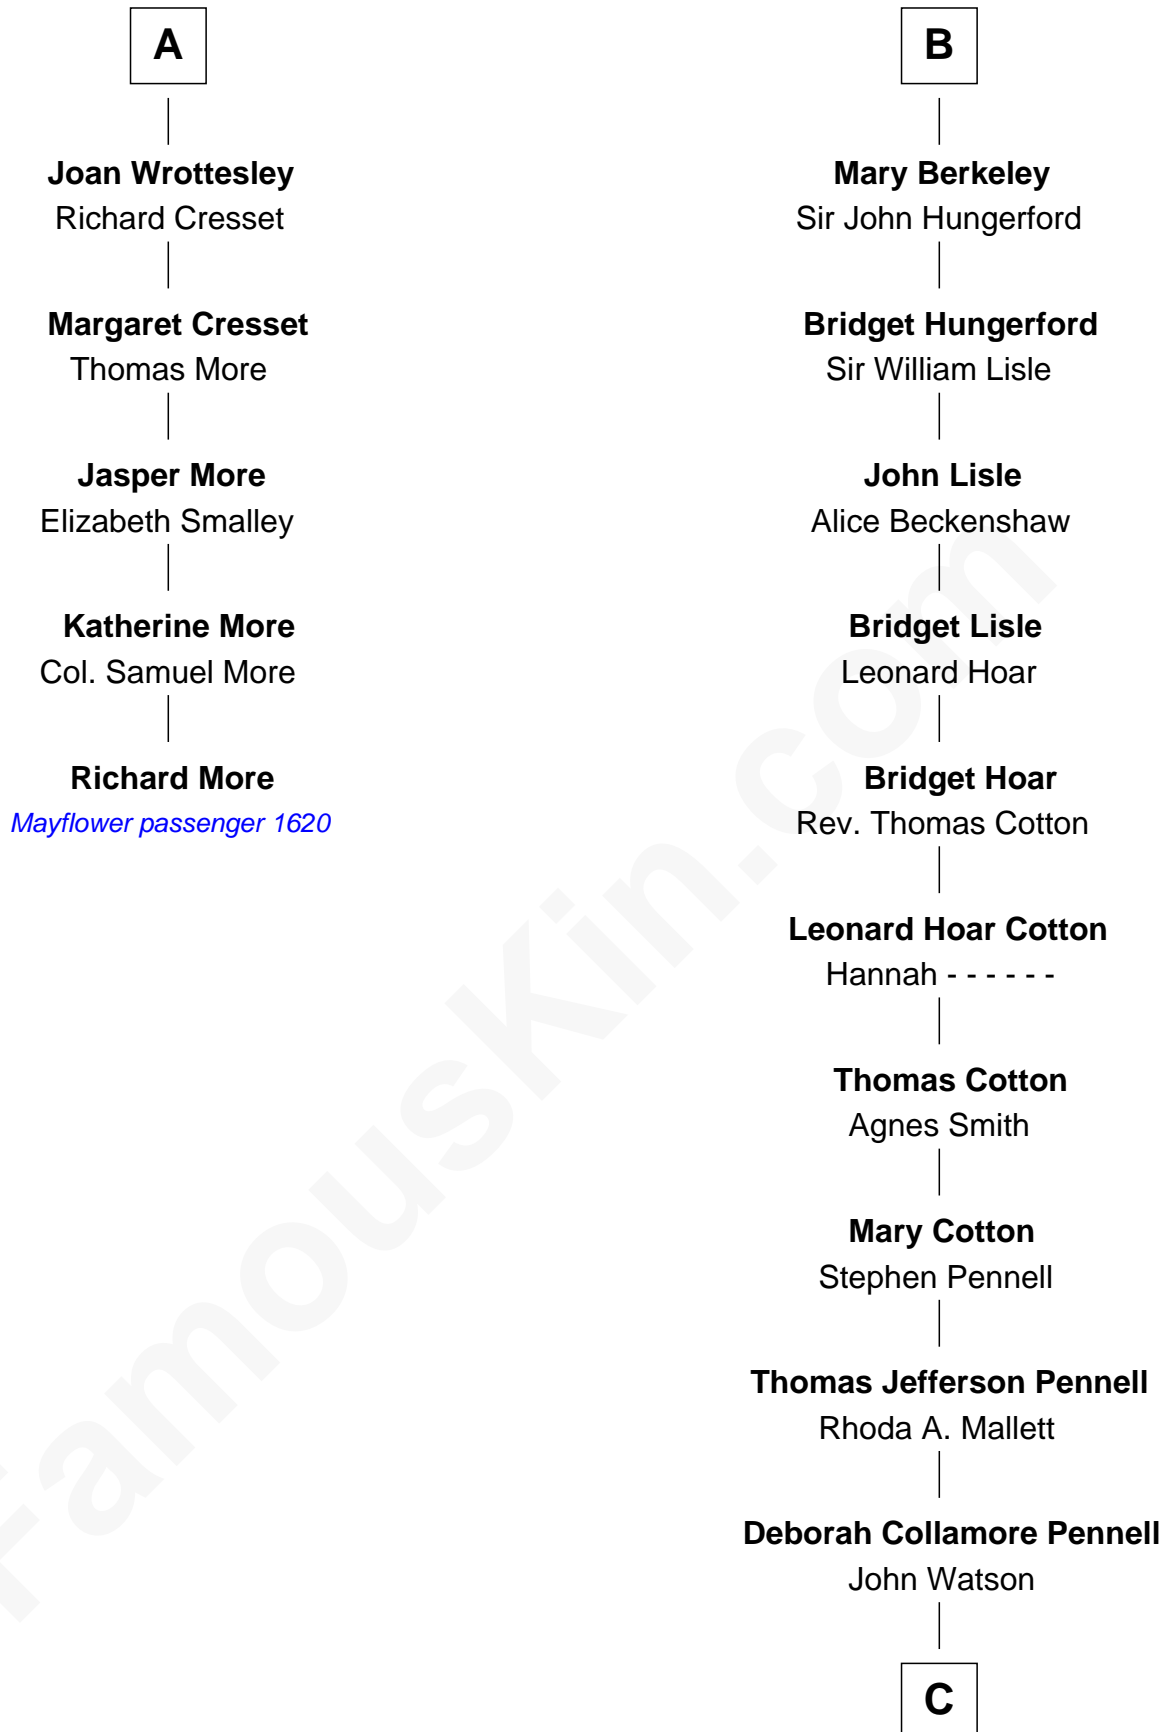 A
Joan Wrottesley
Richard Cresset
Margaret Cresset
Thomas More
Jasper More
Elizabeth Smalley
Katherine More
Col. Samuel More
Richard More
Mayflower passenger 1620
B
Mary Berkeley
Sir John Hungerford
Bridget Hungerford
Sir William Lisle
John Lisle
Alice Beckenshaw
Bridget Lisle
Leonard Hoar
Bridget Hoar
Rev. Thomas Cotton
Leonard Hoar Cotton
Hannah - - - - - -
Thomas Cotton
Agnes Smith
Mary Cotton
Stephen Pennell
Thomas Jefferson Pennell
Rhoda A. Mallett
Deborah Collamore Pennell
John Watson
C
FamousKin.com